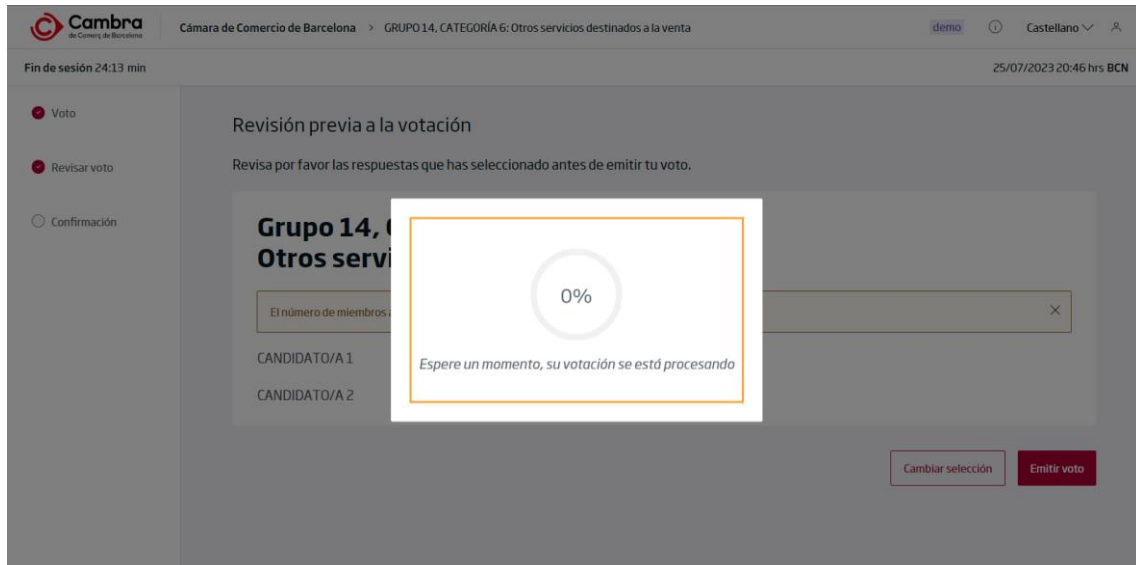 Cambra
de Comerç de Barcelona
Cámara de Comercio de Barcelona > GRUPO 14, CATEGORÍA 6: Otros servicios destinados a la venta
demo
Castellano
Fin de sesión 24:13 min
25/07/2023 20:46 hrs BCN
Voto
Revisar voto
Confirmación
Revisión previa a la votación
Revisa por favor las respuestas que has seleccionado antes de emitir tu voto.
Grupo 14,
Otros servi
El número de miembros
CANDIDATO/A 1
CANDIDATO/A 2
0%
Espere un momento, su votación se está procesando
Cambiar selección
Emitir voto